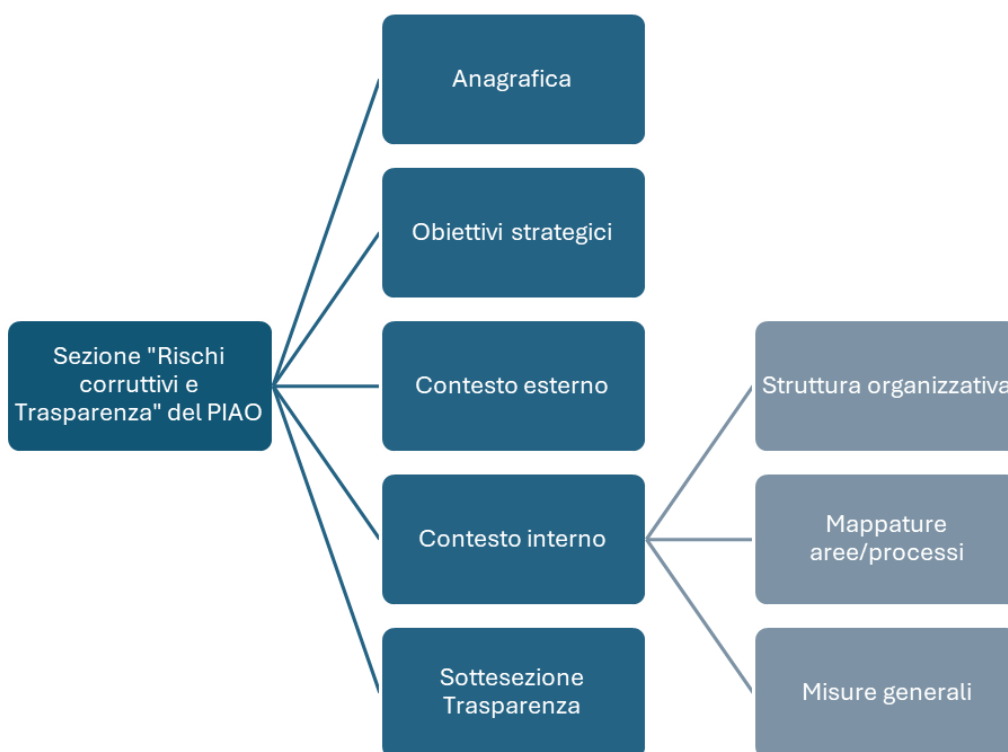 Anagrafica
Obiettivi strategici
Sezione "Rischi
corruttivi e
Trasparenza" del PIAO
Contesto esterno
Struttura organizzativa
Contesto interno
Mappature
aree/processi
Sottesezione
Trasparenza
Misure generali